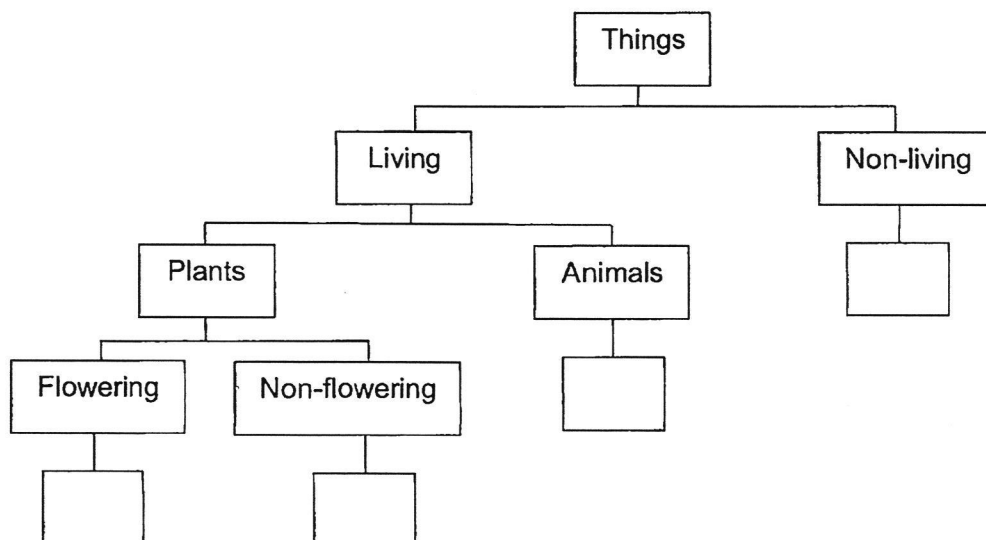 Things
Living
Non-living
Plants
Animals
Flowering
Non-flowering